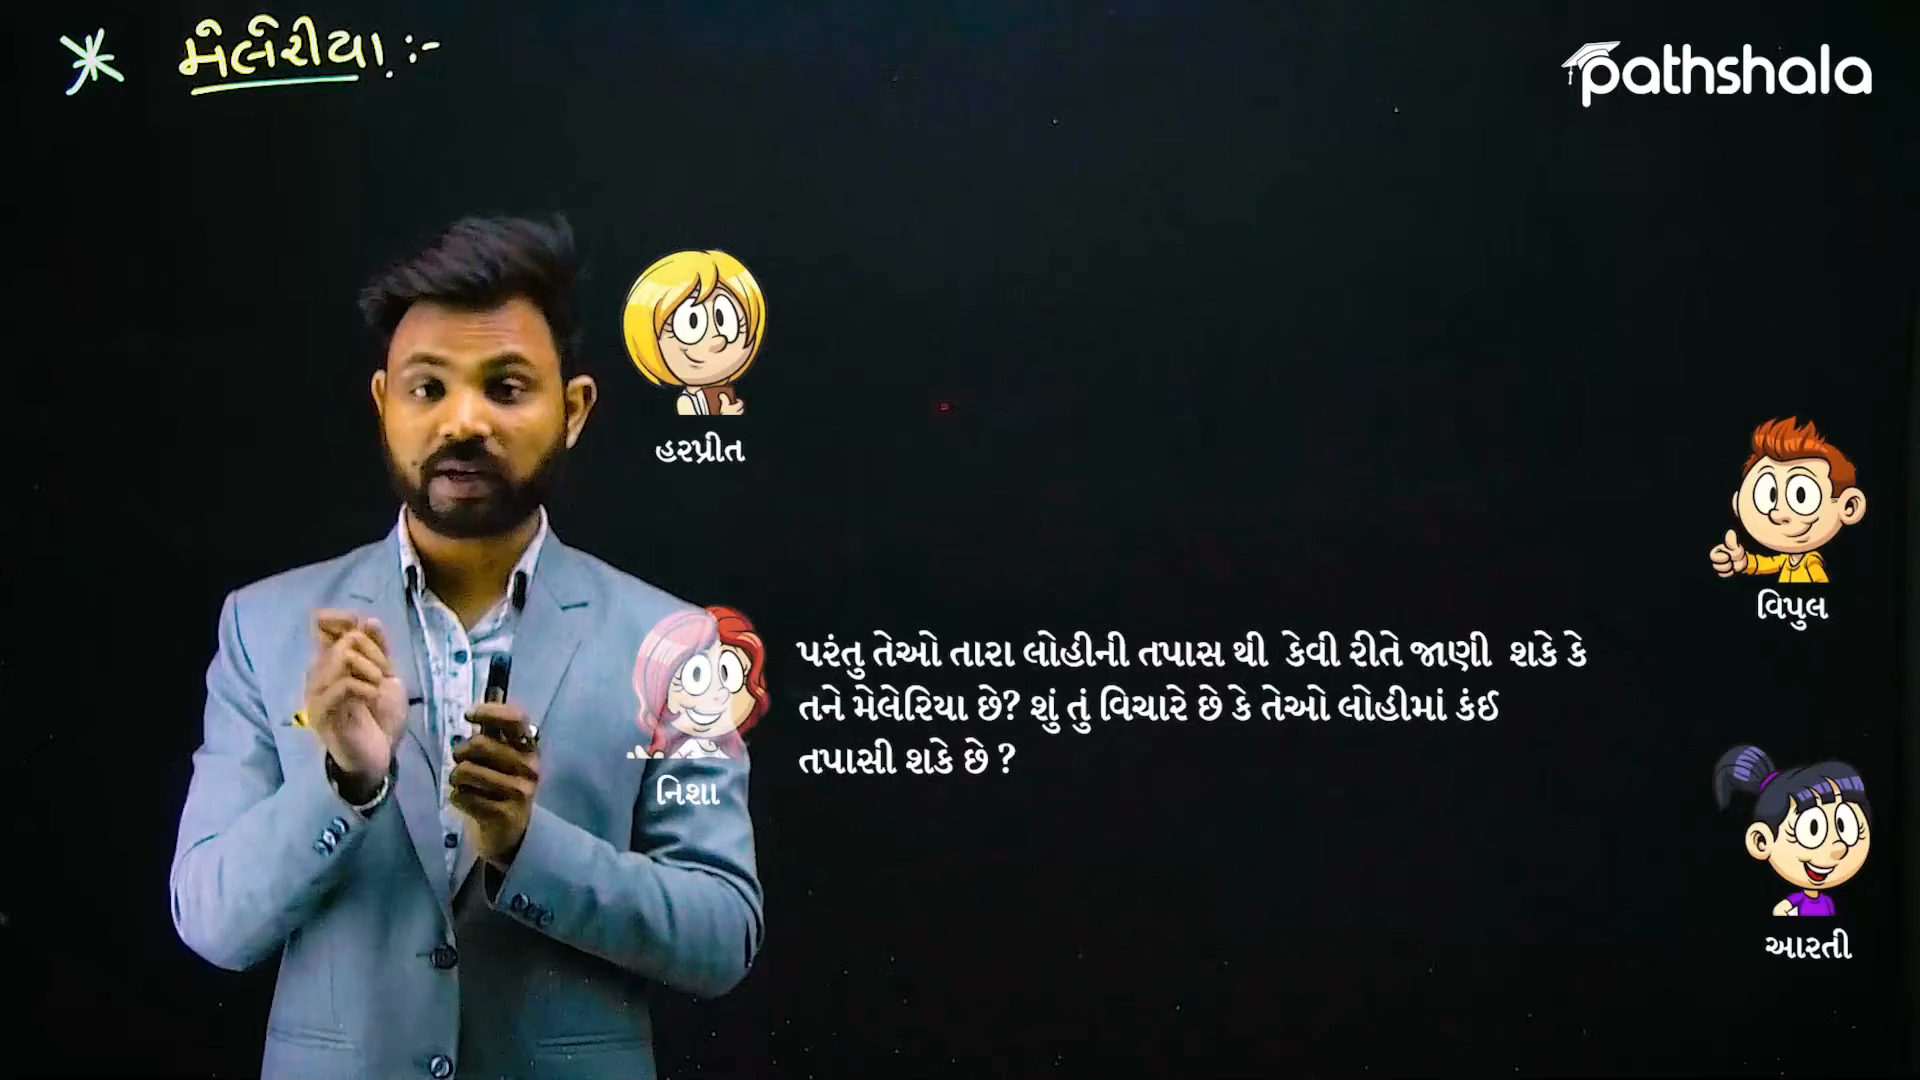 મેલેરીયા :-
pathshala
હરપ્રીત
વિપુલ
પરંતુ તેઓ તારા લોહીની તપાસ થી કેવી રીતે જાણી શકે કે
તને મેલેરિયા છે? શું તું વિચારે છે કે તેઓ લોહીમાં કંઈ
તપાસી શકે છે ?
નિશા
આરતી